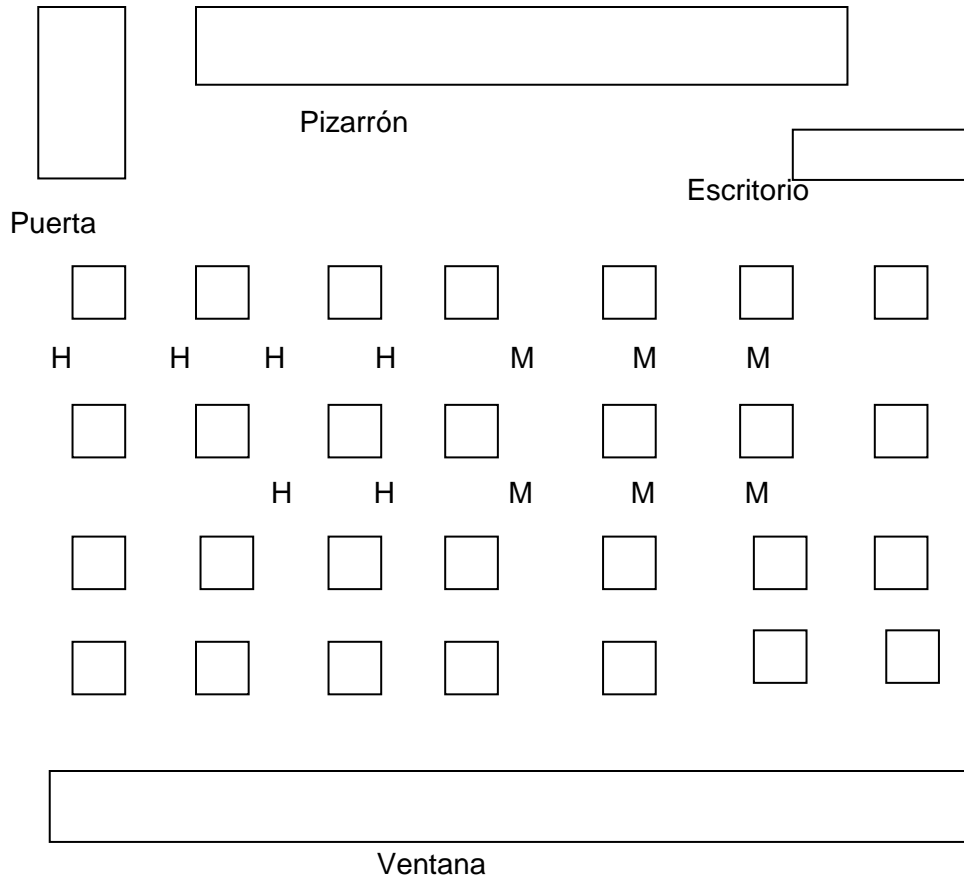 Pizarrón
Escritorio
Puerta
H H H H M M M
H H M M M
Ventana